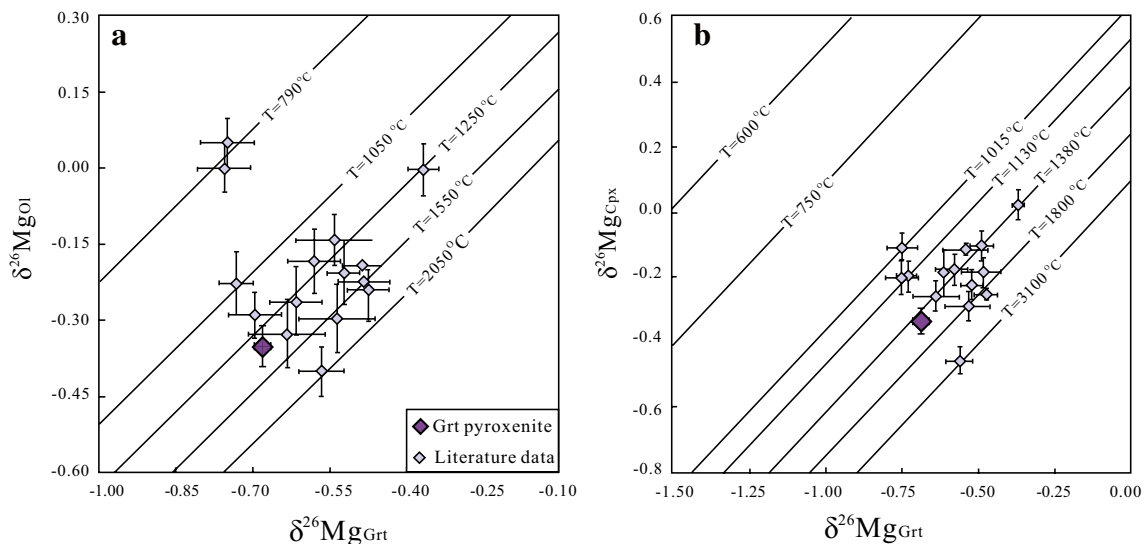 a
0.30
0.15
0.00
-0.15
-0.30
-0.45
-0.60
δ26MgOl
T=790°C
T=1050°C
T=1250°C
T=1550°C
T=2050°C
Grt pyroxenite
Literature data
-1.00 -0.85 -0.70 -0.55 -0.40 -0.25 -0.10
δ26MgGrt
b
0.6
0.4
0.2
0.0
-0.2
-0.4
-0.6
-0.8
δ26MgCpx
T=600°C
T=750°C
T=1015°C
T=1130°C
T=1380°C
T=1800°C
T=3100°C
-1.50 -1.25 -1.00 -0.75 -0.50 -0.25 0.00
δ26MgGrt